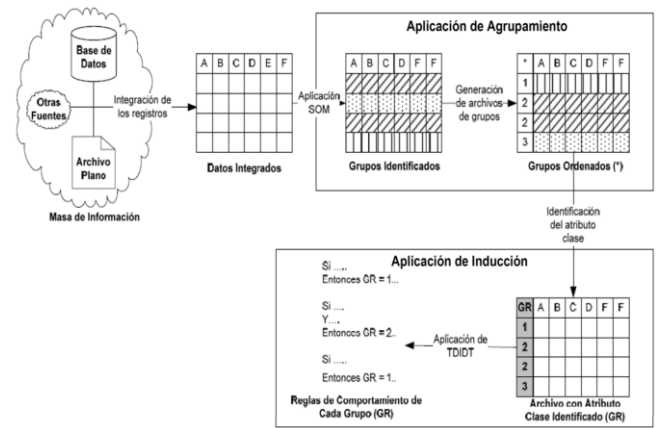 Aplicación de Agrupamiento
Base de
Datos
Otras
Fuentes
Archivo
Plano
Masa de Información
Integración de
los registros
A B C D E F
Datos Integrados
Aplicación
SOM
A B C D F F
Grupos Identificados
Generación
de archivos
de grupos
* A B C D F F
1
2
2
3
Grupos Ordenados (*)
Identificación
del atributo
clase
Aplicación de Inducción
Si .....
Entonces GR = 1...
Si ....
Y....
Entonces GR = 2..
Si .....
Entonces GR = 1..
Reglas de Comportamiento de
Cada Grupo (GR)
Aplicación de
TDIDT
GR A B C D F F
1
2
2
3
Archivo con Atributo
Clase Identificado (GR)